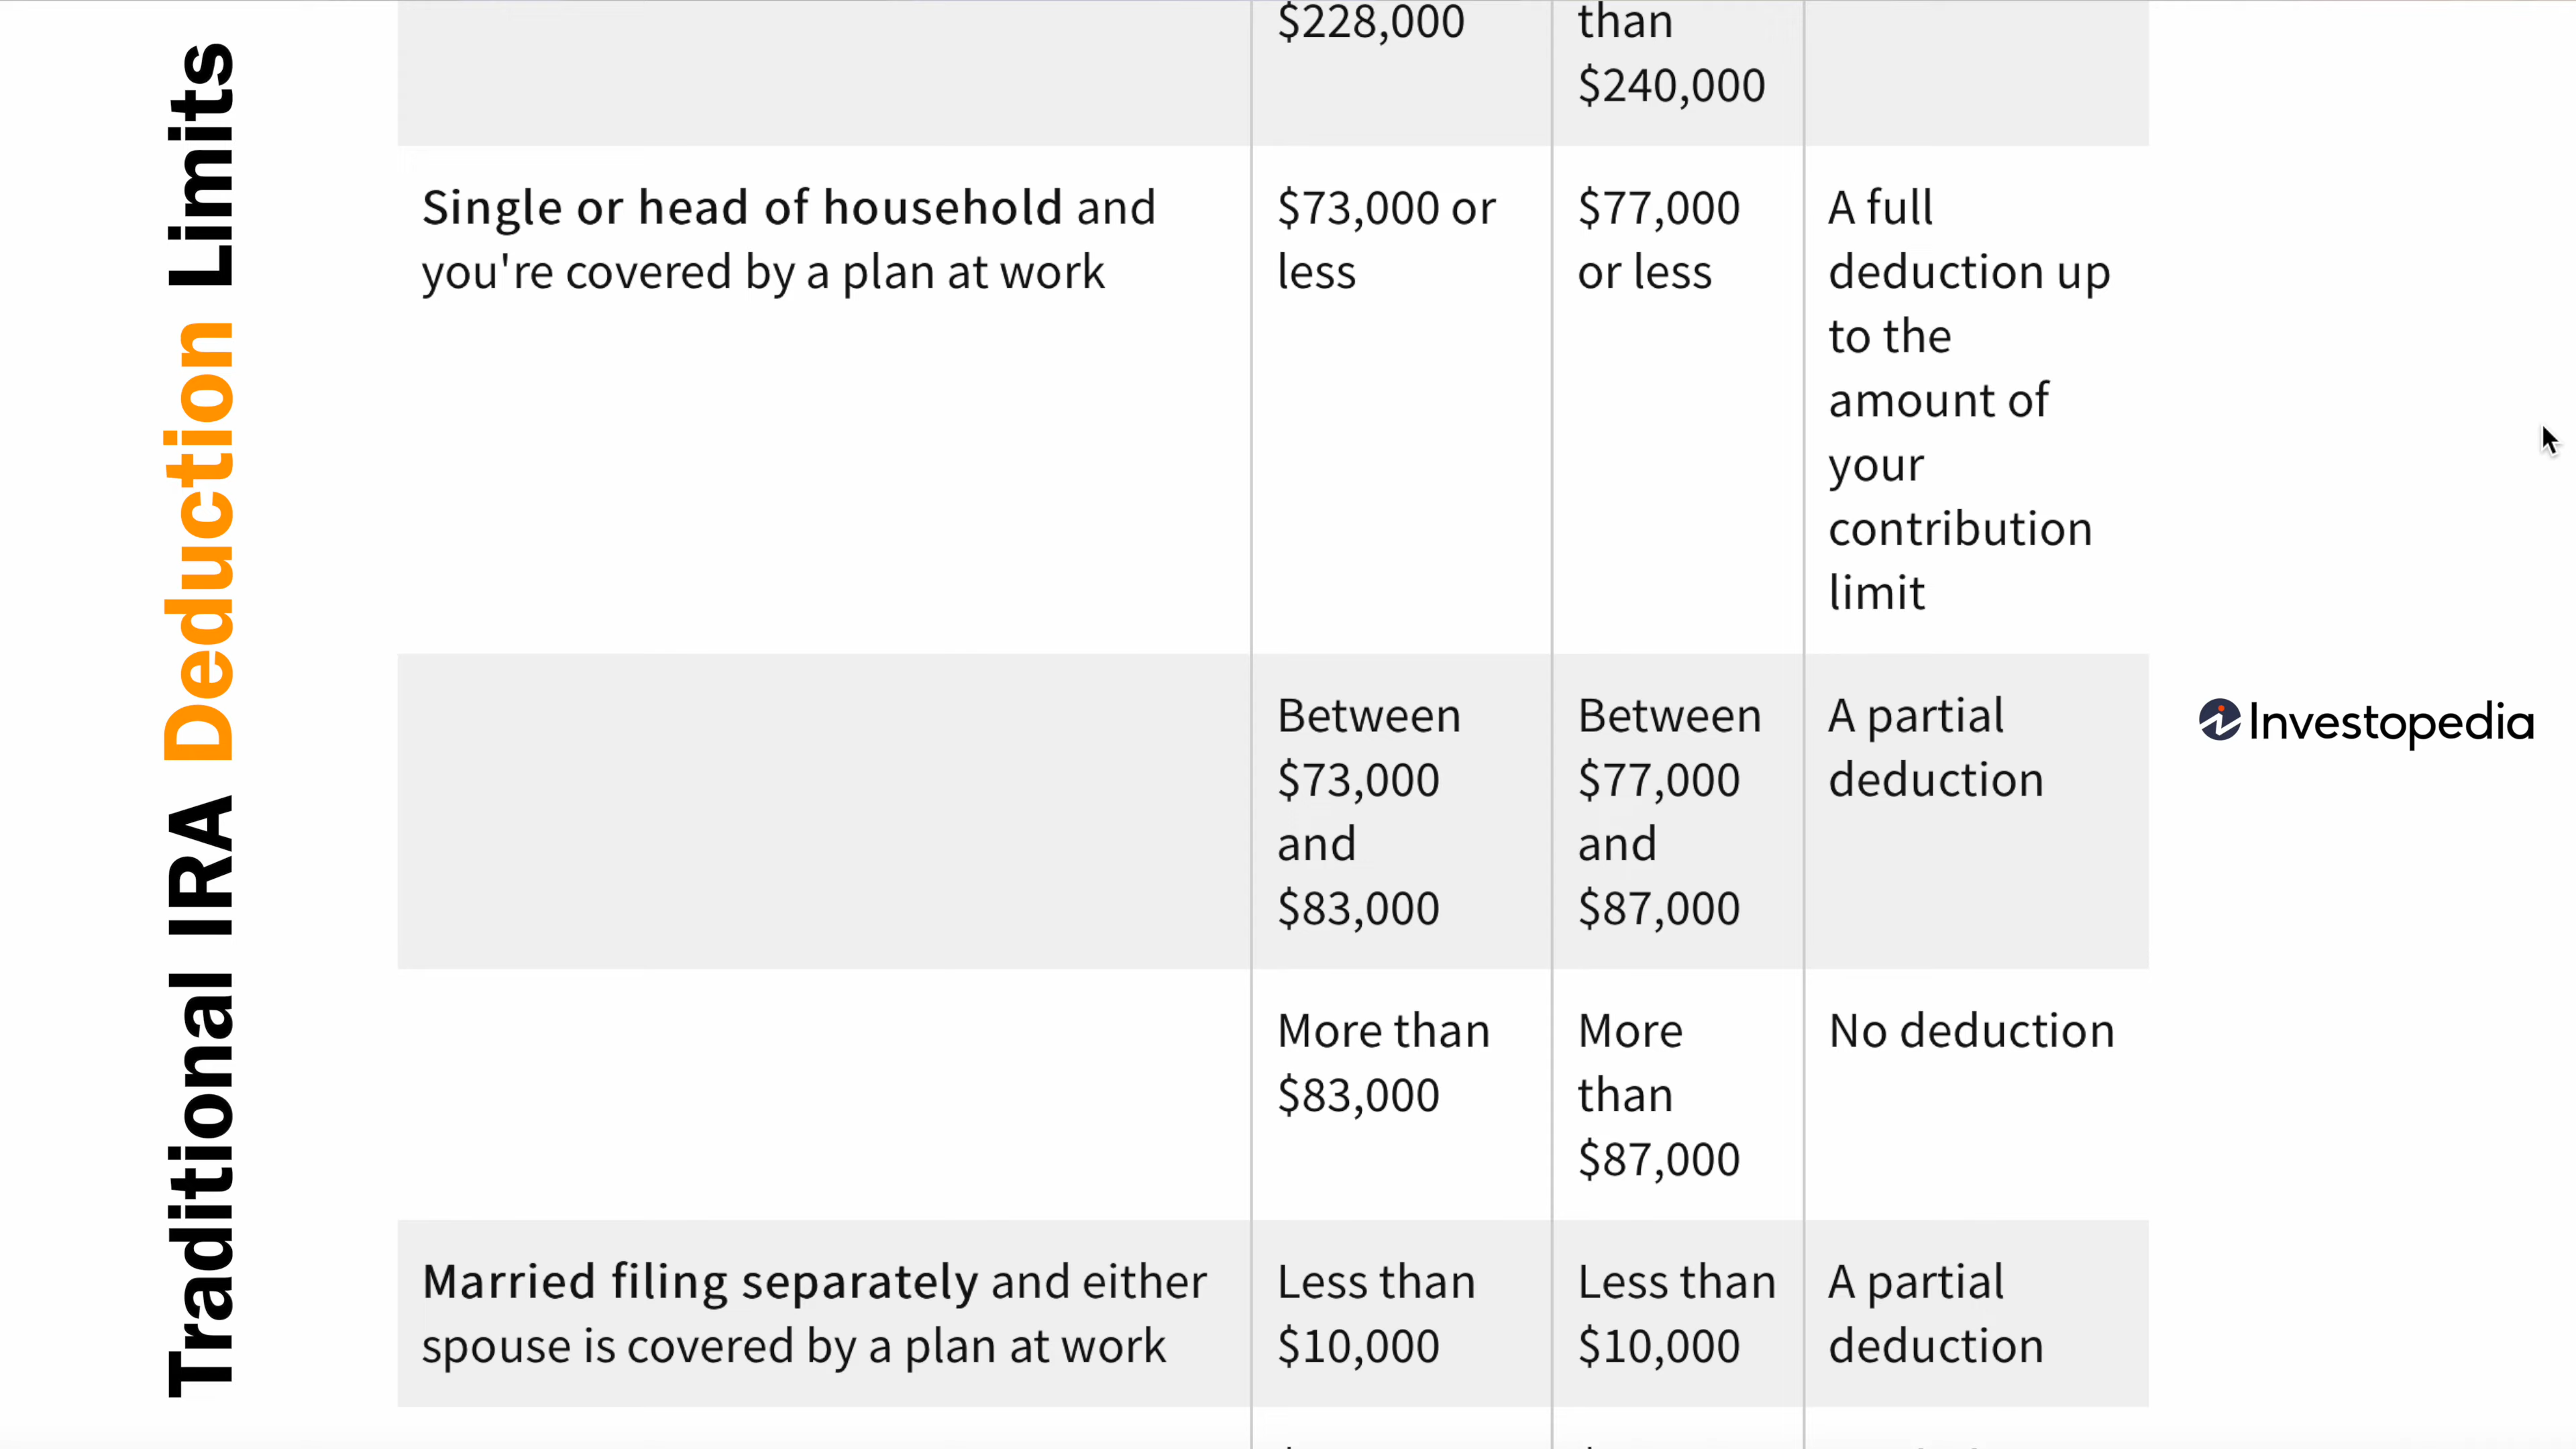 Traditional IRA Deduction Limits
$228,000
than
$240,000
Single or head of household and
you're covered by a plan at work
$73,000 or
less
$77,000
or less
A full
deduction up
to the
amount of
your
contribution
limit
Between
$73,000
and
$83,000
Between
$77,000
and
$87,000
A partial
deduction
More than
$83,000
More
than
$87,000
No deduction
Married filing separately and either
spouse is covered by a plan at work
Less than
$10,000
Less than
$10,000
A partial
deduction
Investopedia